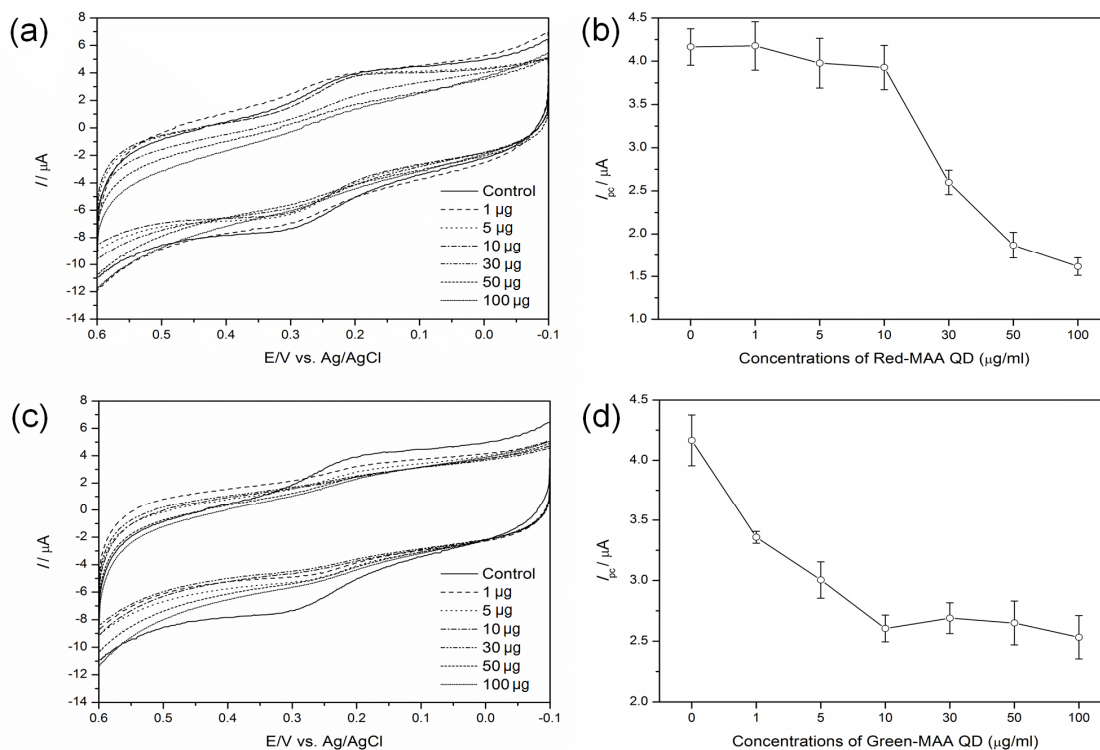 (a)
8
6
4
2
0
-2
-4
-6
-8
-10
-12
-14
I / µA
0.6
0.5
0.4
0.3
0.2
0.1
0.0
-0.1
E/V vs. Ag/AgCl
Control
1 µg
5 µg
10 µg
30 µg
50 µg
100 µg
(b)
4.5
4.0
3.5
3.0
2.5
2.0
1.5
1.0
Ipc / µA
0
1
5
10
30
50
100
Concentrations of Red-MAA QD (µg/ml)
(c)
8
6
4
2
0
-2
-4
-6
-8
-10
-12
-14
I / µA
0.6
0.5
0.4
0.3
0.2
0.1
0.0
-0.1
E/V vs. Ag/AgCl
Control
1 µg
5 µg
10 µg
30 µg
50 µg
100 µg
(d)
4.5
4.0
3.5
3.0
2.5
2.0
Ipc / µA
0
1
5
10
30
50
100
Concentrations of Green-MAA QD (µg/ml)